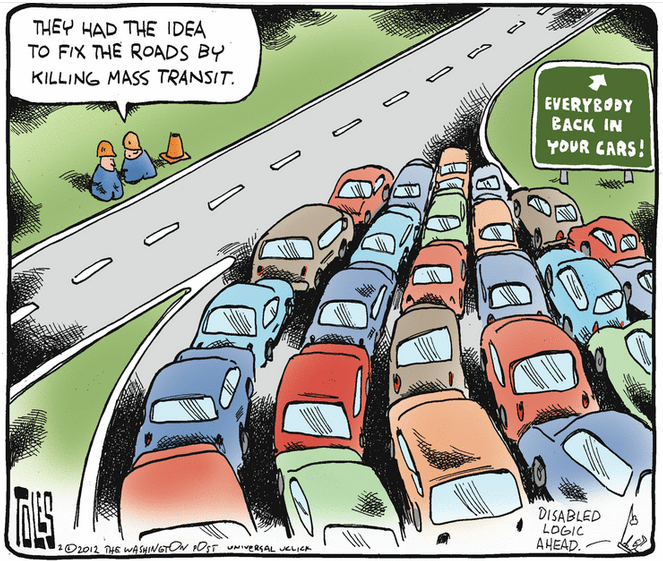 THEY HAD THE IDEA
TO FIX THE ROADS BY
KILLING MASS TRANSIT.
EVERYBODY
BACK IN
YOUR CARS!
DISABLED
LOGIC
AHEAD.
TOLES
2 © 2012 THE WASHINGTON POST UNIVERSAL UCLICK